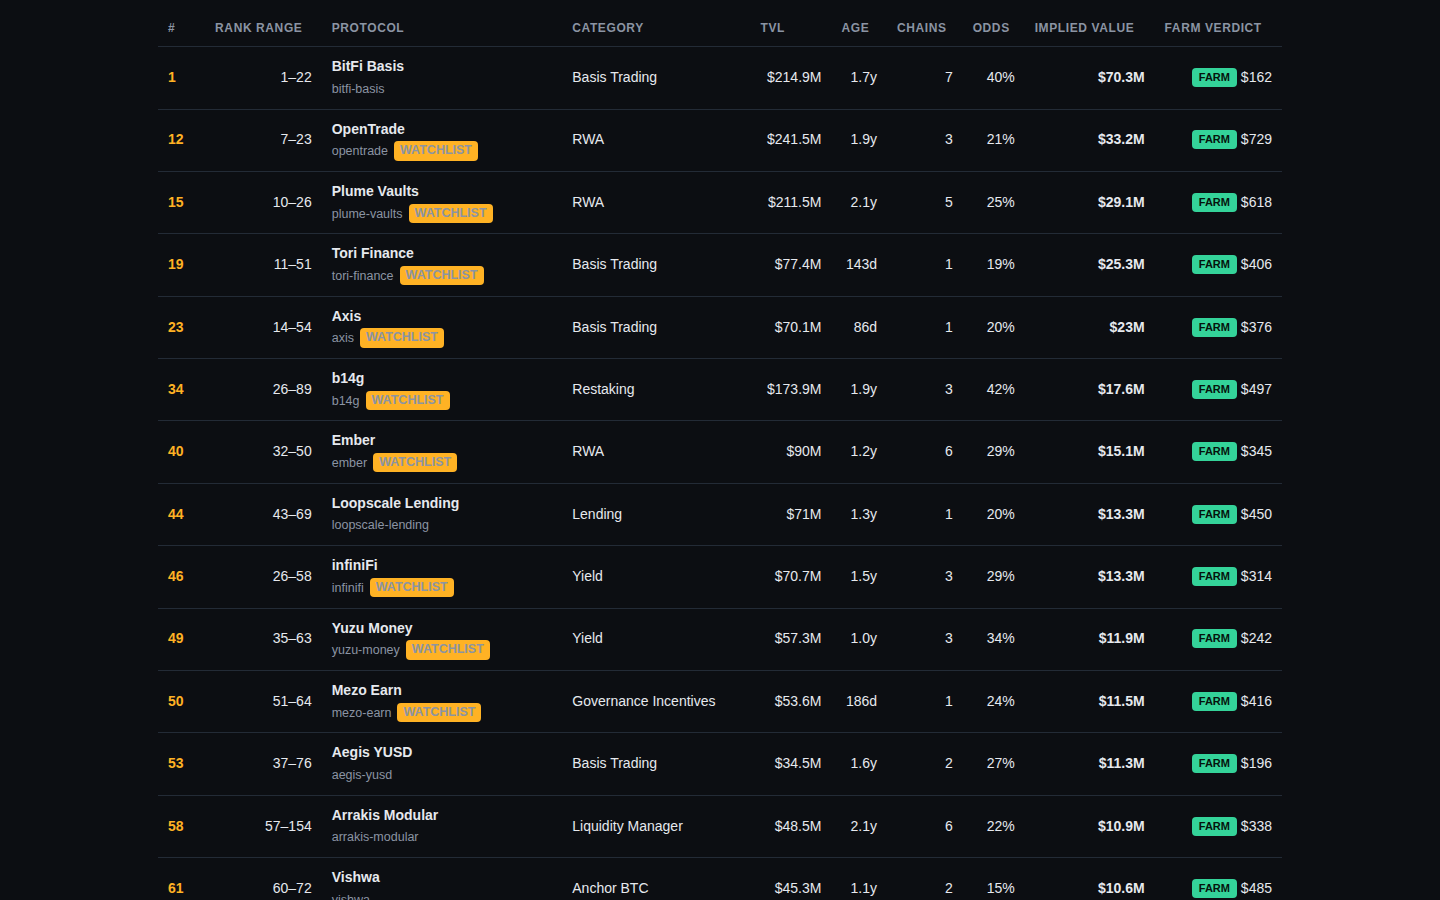 # RANK RANGE PROTOCOL CATEGORY TVL AGE CHAINS ODDS IMPLIED VALUE FARM VERDICT
1 1–22 BitFi Basis Basis Trading $214.9M 1.7y 7 40% $70.3M FARM $162
bitfi-basis
12 7–23 OpenTrade RWA $241.5M 1.9y 3 21% $33.2M FARM $729
opentrade WATCHLIST
15 10–26 Plume Vaults RWA $211.5M 2.1y 5 25% $29.1M FARM $618
plume-vaults WATCHLIST
19 11–51 Tori Finance Basis Trading $77.4M 143d 1 19% $25.3M FARM $406
tori-finance WATCHLIST
23 14–54 Axis Basis Trading $70.1M 86d 1 20% $23M FARM $376
axis WATCHLIST
34 26–89 b14g Restaking $173.9M 1.9y 3 42% $17.6M FARM $497
b14g WATCHLIST
40 32–50 Ember RWA $90M 1.2y 6 29% $15.1M FARM $345
ember WATCHLIST
44 43–69 Loopscale Lending Lending $71M 1.3y 1 20% $13.3M FARM $450
loopscale-lending
46 26–58 infiniFi Yield $70.7M 1.5y 3 29% $13.3M FARM $314
infinifi WATCHLIST
49 35–63 Yuzu Money Yield $57.3M 1.0y 3 34% $11.9M FARM $242
yuzu-money WATCHLIST
50 51–64 Mezo Earn Governance Incentives $53.6M 186d 1 24% $11.5M FARM $416
mezo-earn WATCHLIST
53 37–76 Aegis YUSD Basis Trading $34.5M 1.6y 2 27% $11.3M FARM $196
aegis-yusd
58 57–154 Arrakis Modular Liquidity Manager $48.5M 2.1y 6 22% $10.9M FARM $338
arrakis-modular
61 60–72 Vishwa Anchor BTC $45.3M 1.1y 2 15% $10.6M FARM $485
vishwa